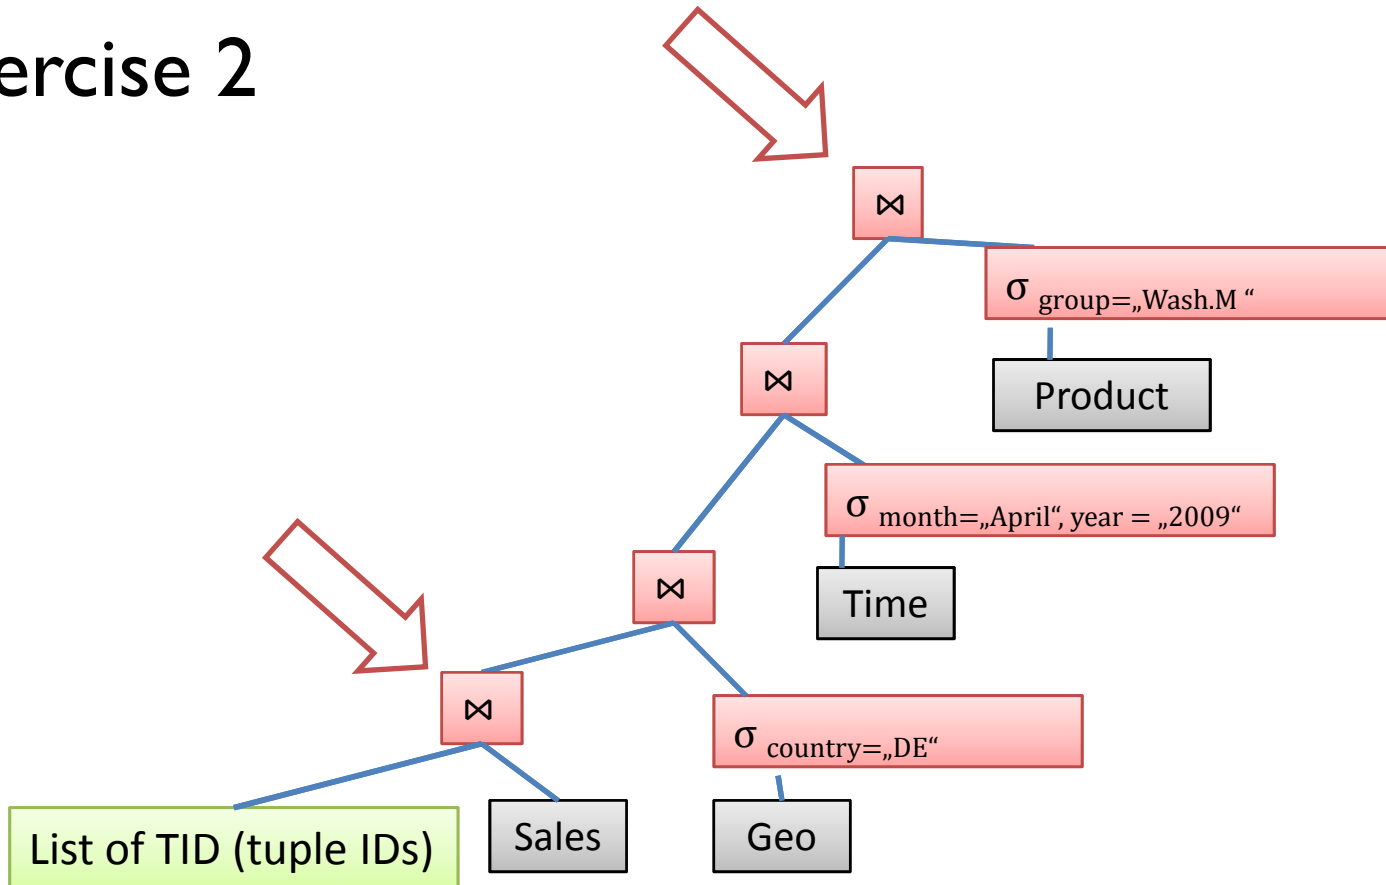 ercise 2
⋈
σ group=„Wash.M “
⋈
Product
σ month=„April“, year = „2009“
⋈
Time
⋈
σ country=„DE“
List of TID (tuple IDs)
Sales
Geo